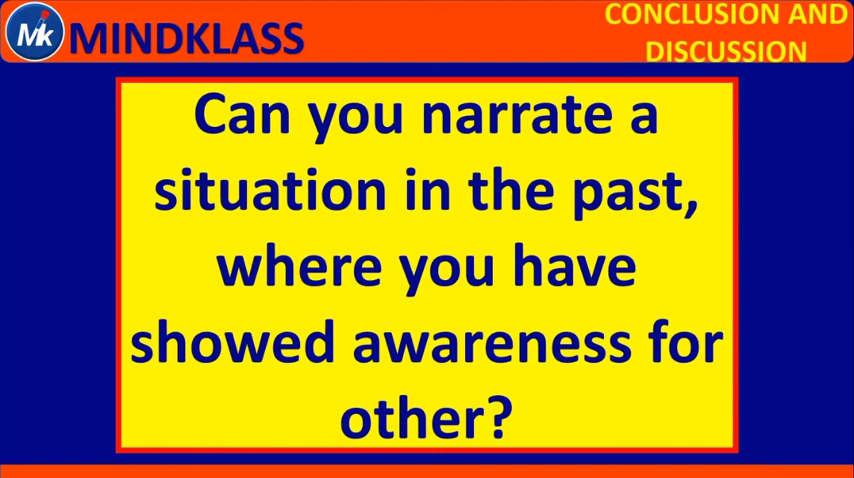 Mk MINDKLASS
CONCLUSION AND
DISCUSSION
Can you narrate a
situation in the past,
where you have
showed awareness for
other?